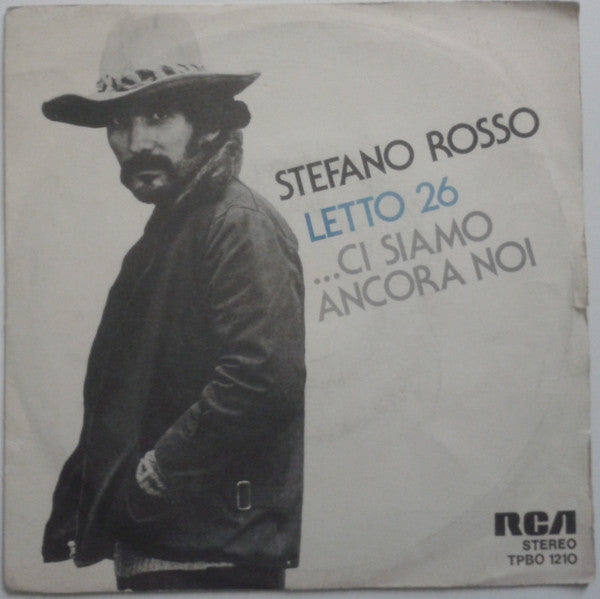 STEFANO ROSSO
LETTO 26
...CI SIAMO
ANCORA NOI
RCA
STEREO
TPBO 1210